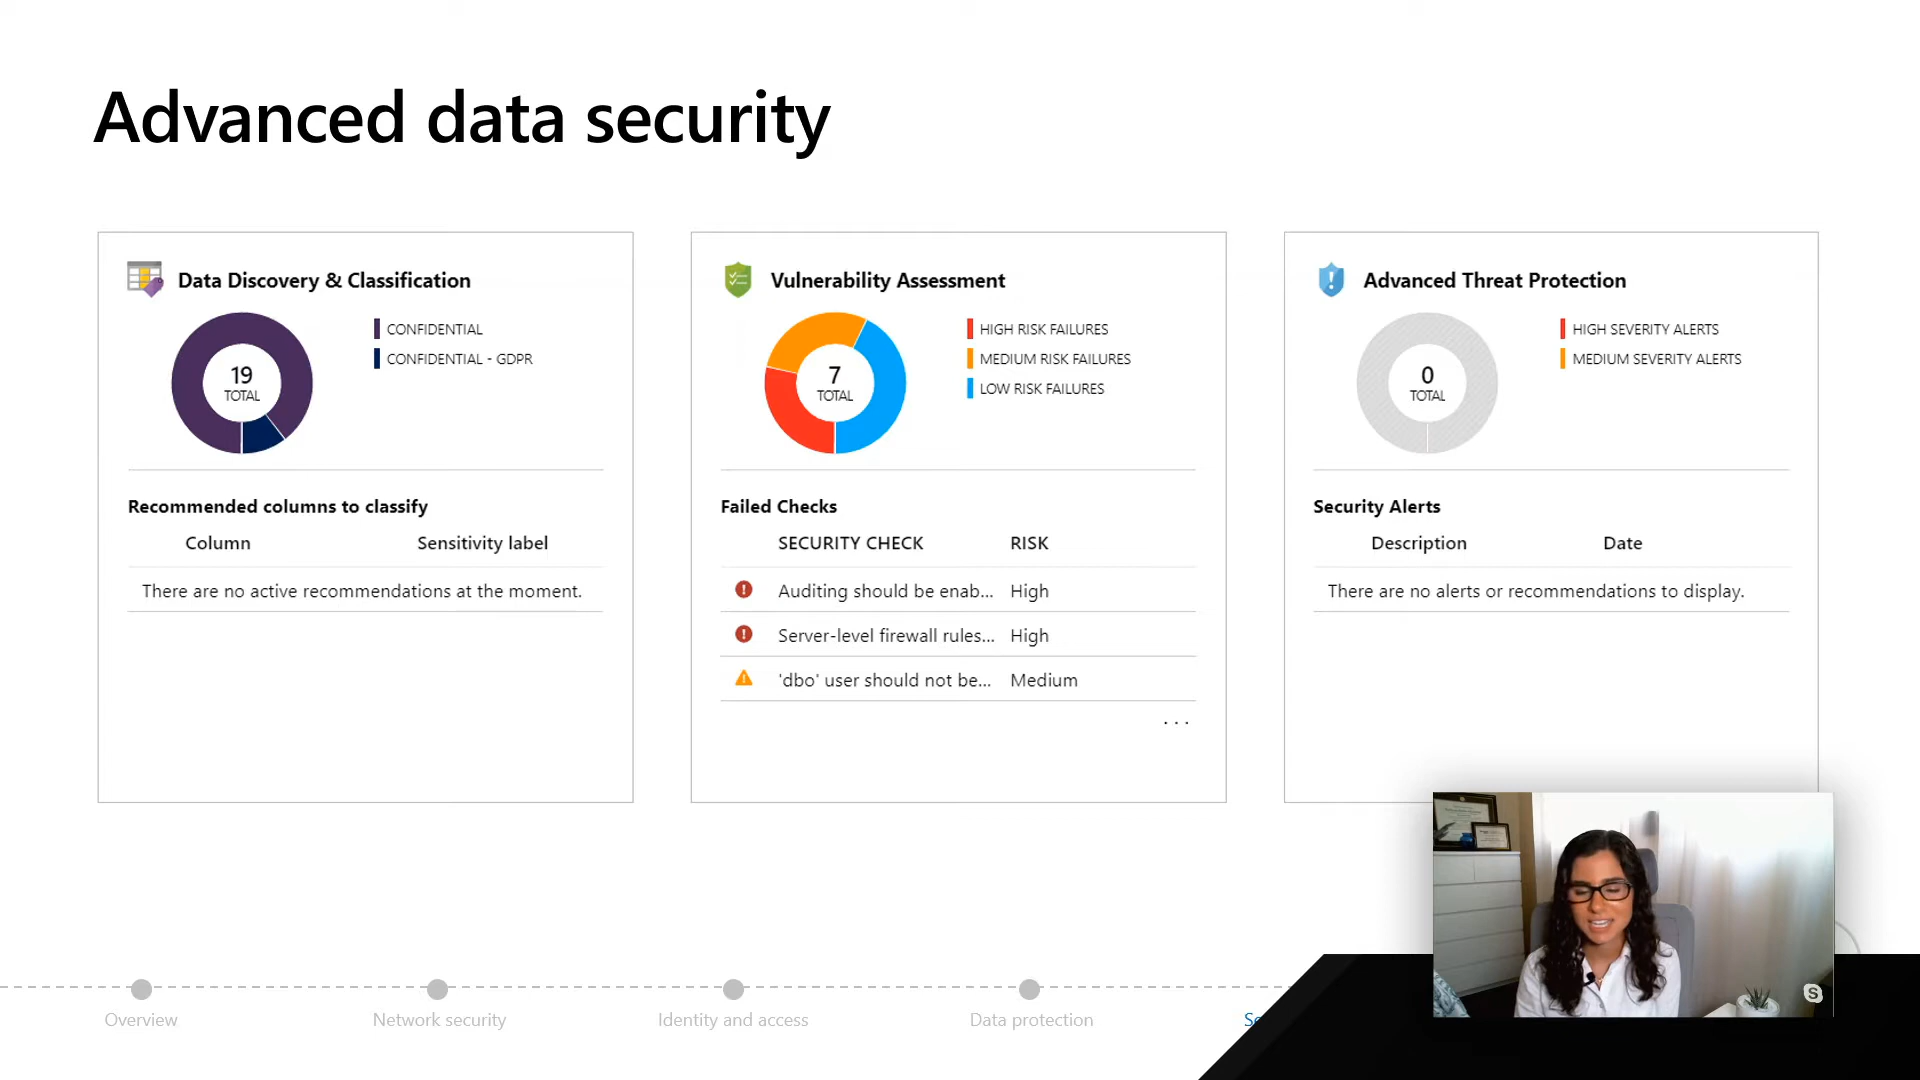 Advanced data security
Data Discovery & Classification
19
TOTAL
CONFIDENTIAL
CONFIDENTIAL - GDPR
Recommended columns to classify
Column Sensitivity label
There are no active recommendations at the moment.
Vulnerability Assessment
7
TOTAL
HIGH RISK FAILURES
MEDIUM RISK FAILURES
LOW RISK FAILURES
Failed Checks
SECURITY CHECK RISK
Auditing should be enab... High
Server-level firewall rules... High
'dbo' user should not be... Medium
...
Advanced Threat Protection
0
TOTAL
HIGH SEVERITY ALERTS
MEDIUM SEVERITY ALERTS
Security Alerts
Description Date
There are no alerts or recommendations to display.
Overview Network security Identity and access Data protection